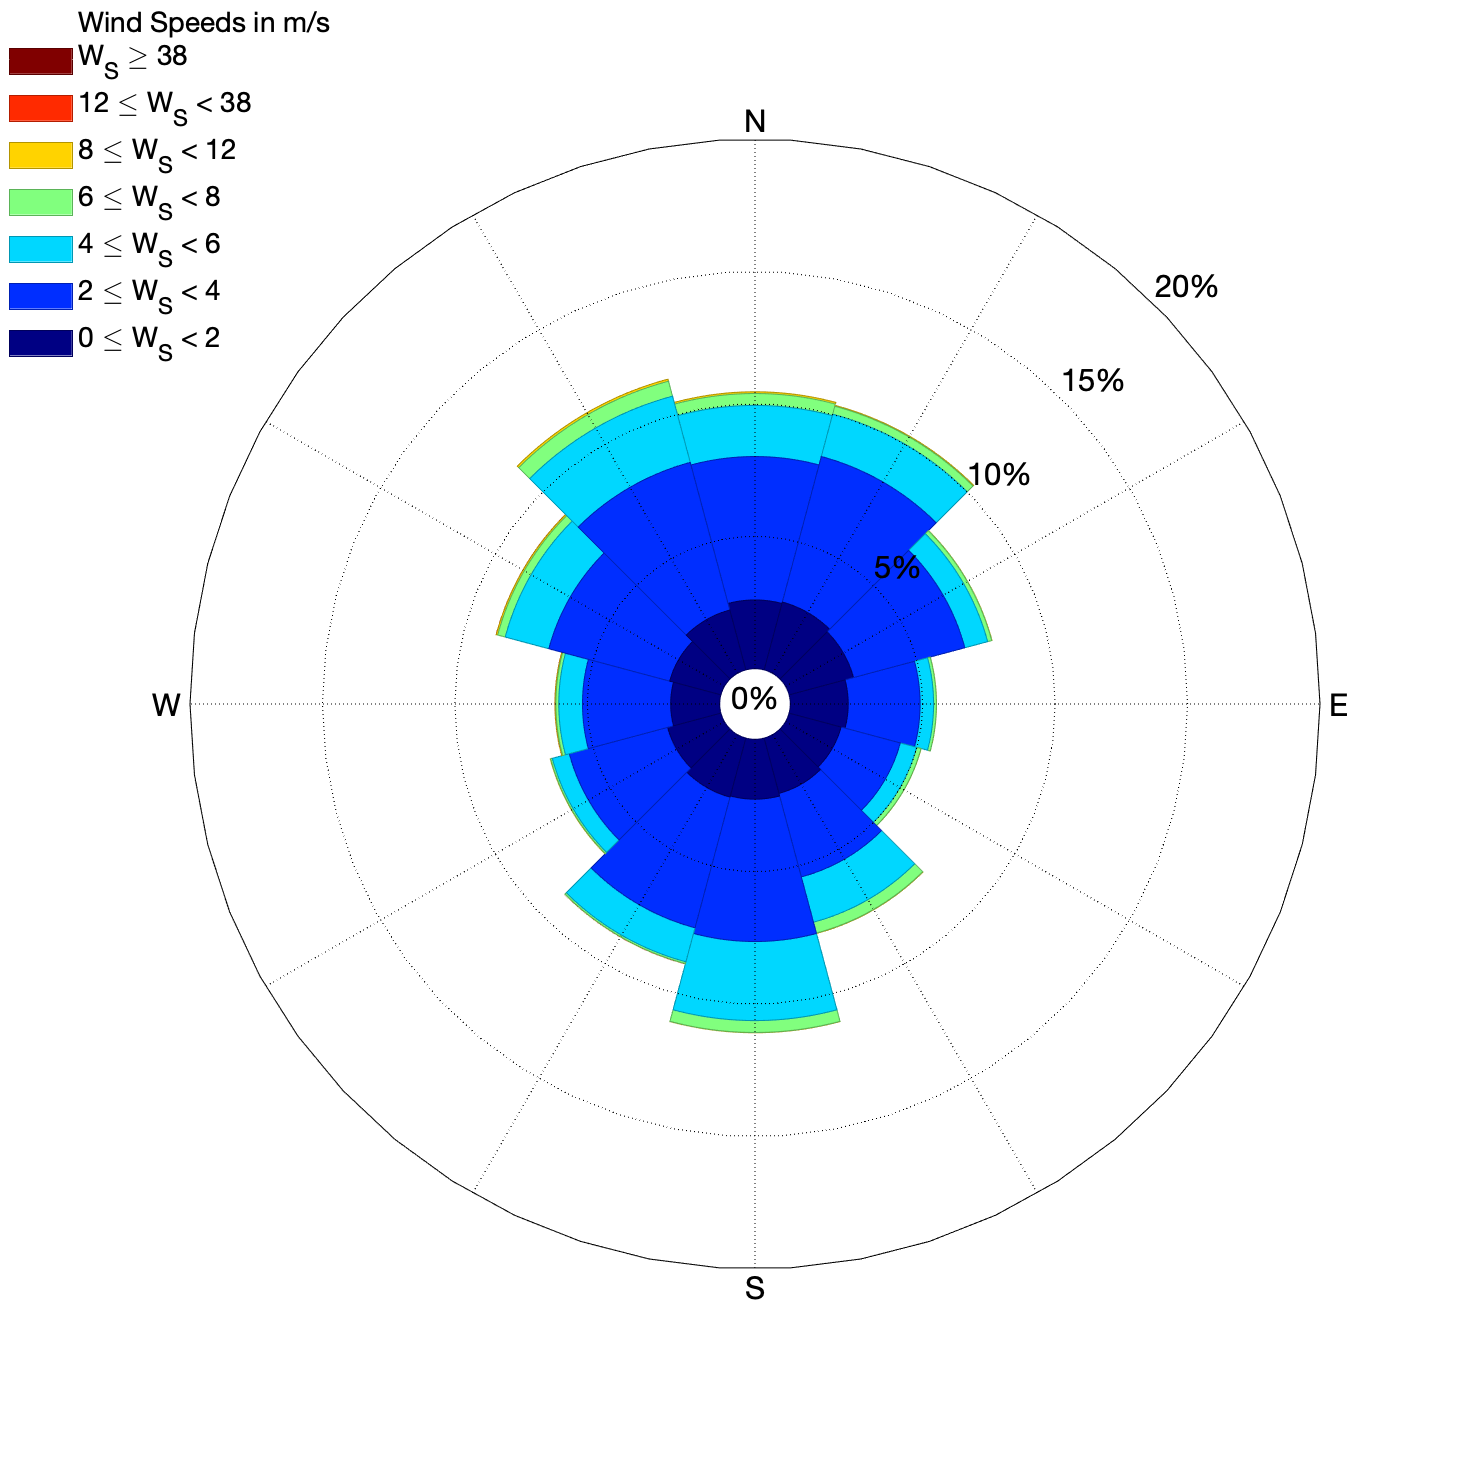 Wind Speeds in m/s
W_S ≥ 38
12 ≤ W_S < 38
8 ≤ W_S < 12
6 ≤ W_S < 8
4 ≤ W_S < 6
2 ≤ W_S < 4
0 ≤ W_S < 2
N
20%
15%
10%
5%
0%
W
E
S